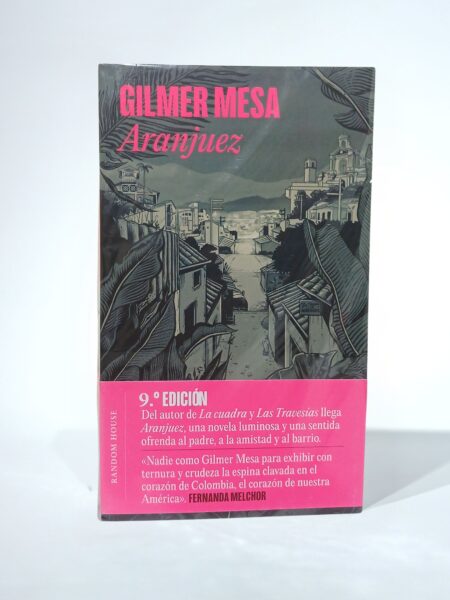 GILMER MESA
Aranjuez
9.º EDICIÓN
Del autor de La cuadra y Las Travesías llega
Aranjuez, una novela luminosa y una sentida
ofrenda al padre, a la amistad y al barrio.
«Nadie como Gilmer Mesa para exhibir con
ternura y crudeza la espina clavada en el
corazón de Colombia, el corazón de nuestra
América». FERNANDA MELCHOR
RANDOM HOUSE